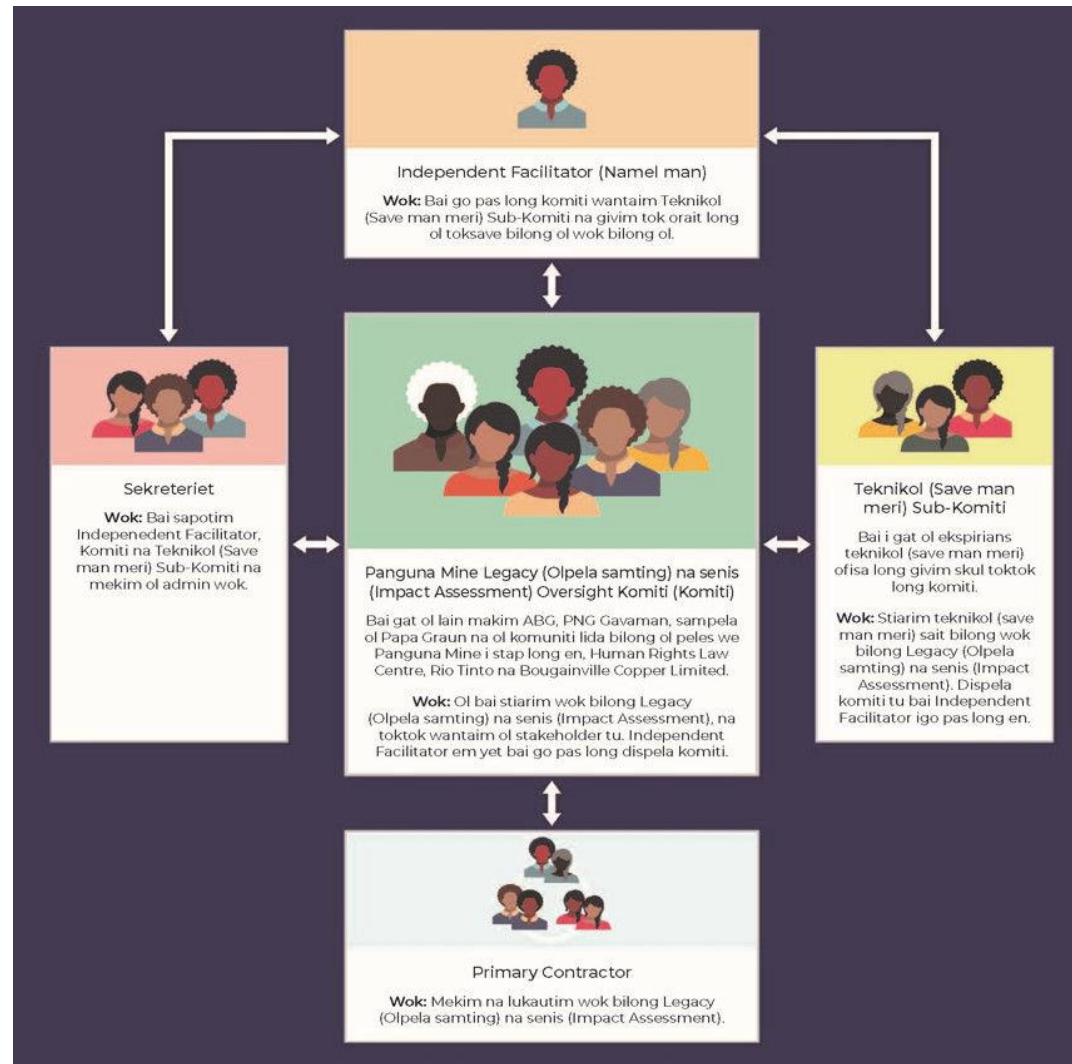 Independent Facilitator (Namel man)
Wok: Bai go pas long komiti wantaim Teknikol
(Save man meri) Sub-Komiti na givim tok orait long
ol toksave bilong ol wok bilong ol.
Sekreteriet
Wok: Bai sapotim
Indepenedent Facilitator,
Komiti na Teknikol (Save
man meri) Sub-Komiti na
mekim ol admin wok.
Panguna Mine Legacy (Olpela samting) na senis
(Impact Assessment) Oversight Komiti (Komiti)
Bai gat ol lain makim ABG, PNG Gavaman, sampela
ol Papa Graun na ol komuniti lida bilong ol peles we
Panguna Mine i stap long en, Human Rights Law
Centre, Rio Tinto na Bougainville Copper Limited.
Wok: Ol bai stiarim wok bilong Legacy
(Olpela samting) na senis (Impact Assessment), na
toktok wantaim ol stakeholder tu. Independent
Facilitator em yet bai go pas long dispela komiti.
Teknikol (Save man
meri) Sub-Komiti
Bai i gat ol ekspirians
teknikol (save man meri)
ofisa long givim skul toktok
long komiti.
Wok: Stiarim teknikol (save
man meri) sait bilong wok
bilong Legacy (Olpela
samting) na senis (Impact
Assessment). Dispela
komiti tu bai Independent
Facilitator igo pas long en.
Primary Contractor
Wok: Mekim na lukautim wok bilong Legacy
(Olpela samting) na senis (Impact Assessment).